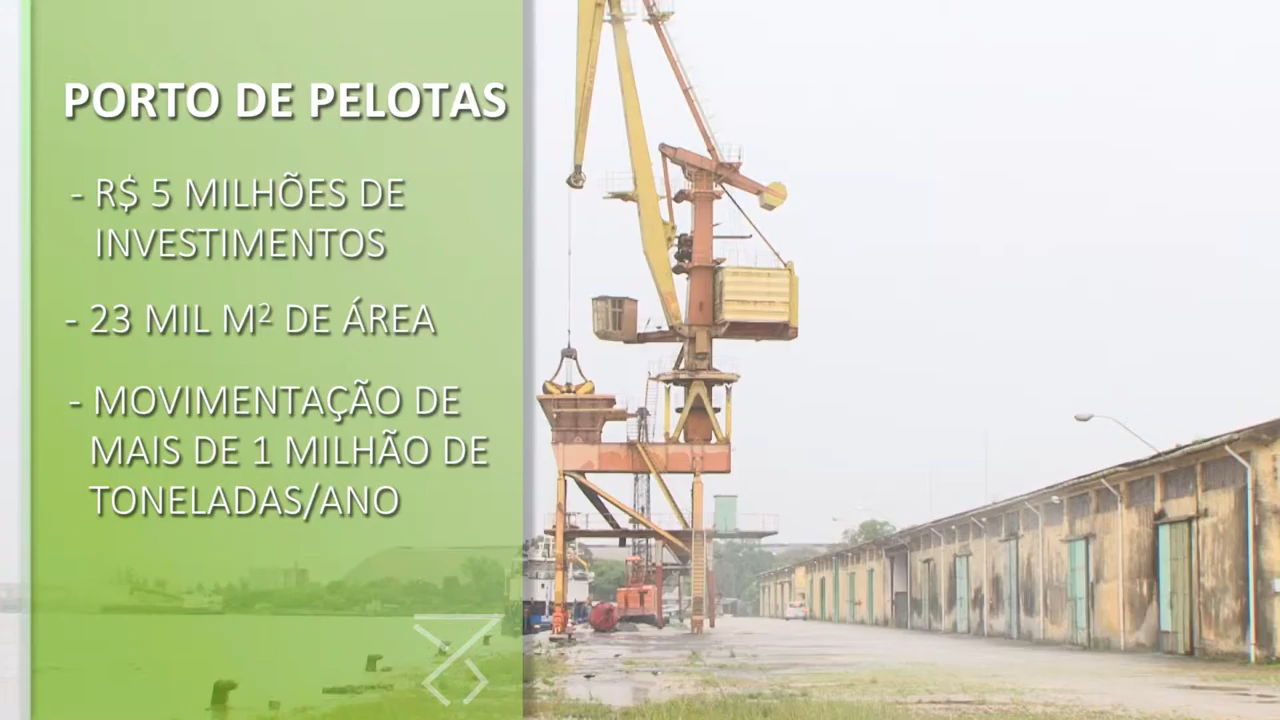 PORTO DE PELOTAS
- R$ 5 MILHÕES DE
INVESTIMENTOS
- 23 MIL M² DE ÁREA
- MOVIMENTAÇÃO DE
MAIS DE 1 MILHÃO DE
TONELADAS/ANO